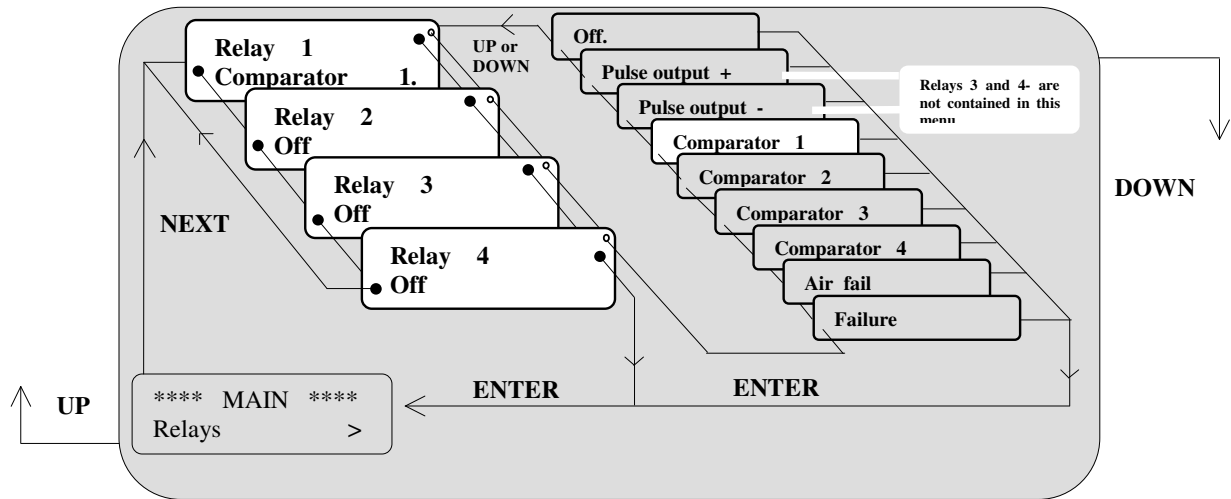 Relay 1
Comparator 1.
Relay 2
Off
Relay 3
Off
Relay 4
Off
NEXT
UP or
DOWN
Off.
Pulse output +
Pulse output -
Comparator 1
Comparator 2
Comparator 3
Comparator 4
Air fail
Failure
Relays 3 and 4- are
not contained in this
menu
DOWN
UP
**** MAIN ****
Relays >
ENTER
ENTER